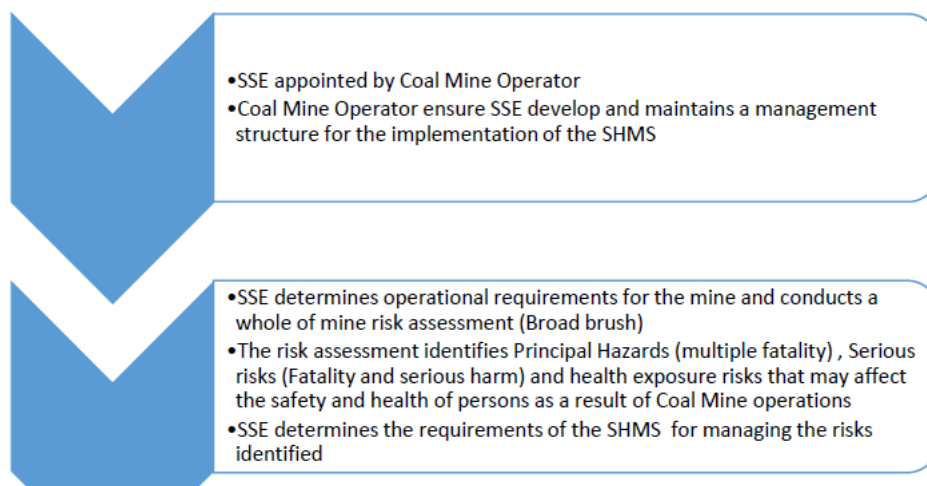 •SSE appointed by Coal Mine Operator
•Coal Mine Operator ensure SSE develop and maintains a management
structure for the implementation of the SHMS
•SSE determines operational requirements for the mine and conducts a
whole of mine risk assessment (Broad brush)
•The risk assessment identifies Principal Hazards (multiple fatality) , Serious
risks (Fatality and serious harm) and health exposure risks that may affect
the safety and health of persons as a result of Coal Mine operations
•SSE determines the requirements of the SHMS  for managing the risks
identified